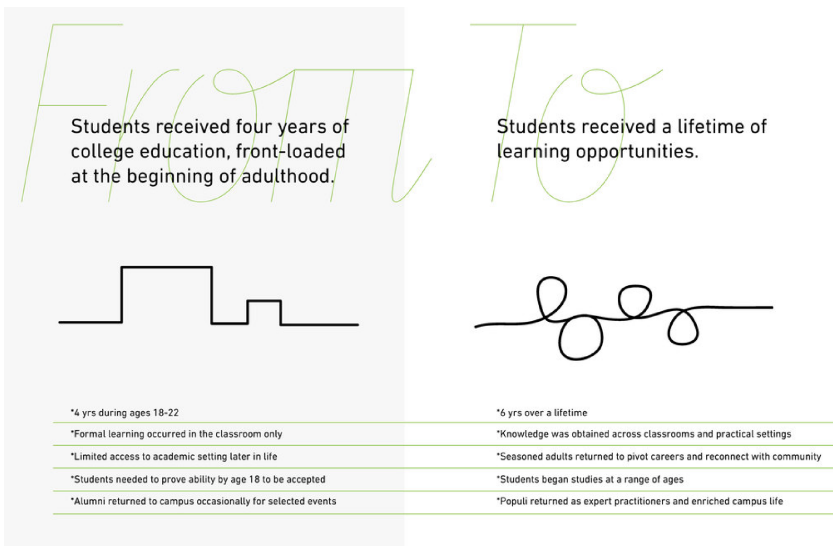 From
Students received four years of
college education, front-loaded
at the beginning of adulthood.
*4 yrs during ages 18-22
*Formal learning occurred in the classroom only
*Limited access to academic setting later in life
*Students needed to prove ability by age 18 to be accepted
*Alumni returned to campus occasionally for selected events
To
Students received a lifetime of
learning opportunities.
*6 yrs over a lifetime
*Knowledge was obtained across classrooms and practical settings
*Seasoned adults returned to pivot careers and reconnect with community
*Students began studies at a range of ages
*Populi returned as expert practitioners and enriched campus life